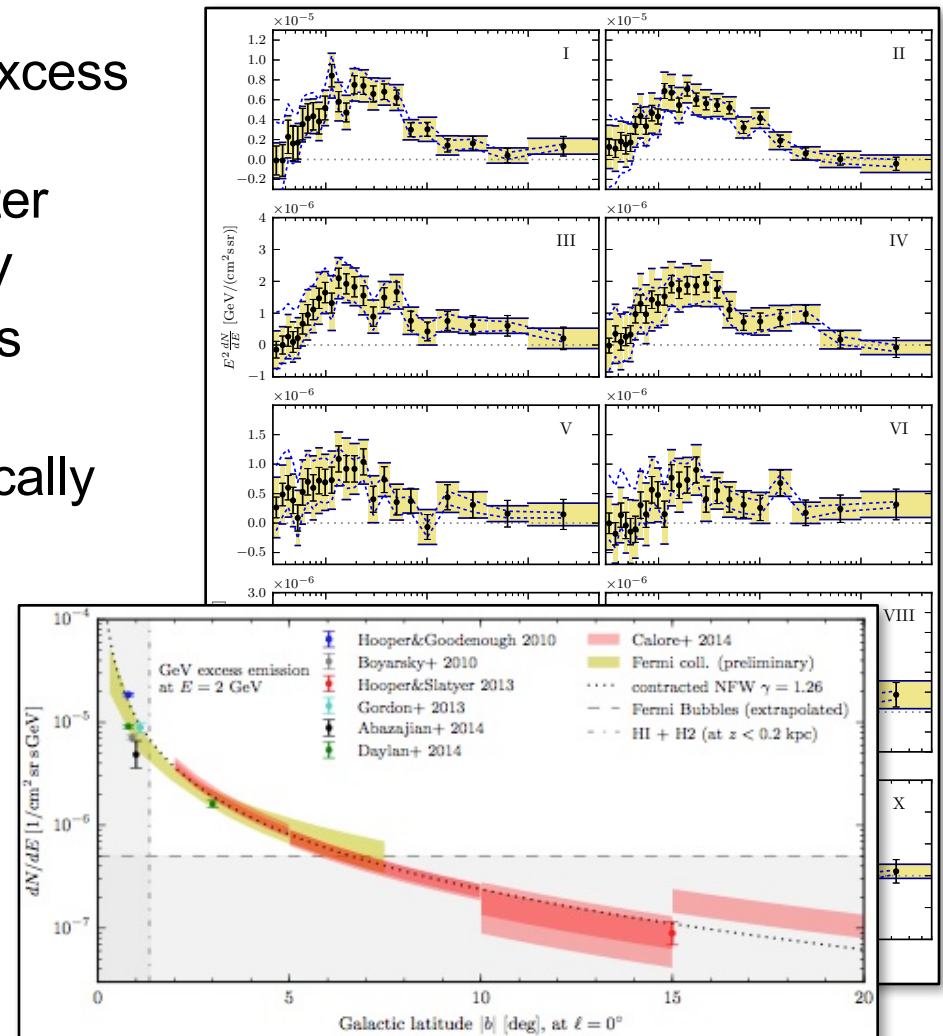 xcess
ter
y
s
cally
×10⁻⁵
1.2
1.0
0.8
0.6
0.4
0.2
0.0
−0.2
I
×10⁻⁵
II
×10⁻⁶
4
3
2
1
0
−1
E² dN/dE [GeV/(cm² s sr)]
III
×10⁻⁶
IV
×10⁻⁶
1.5
1.0
0.5
0.0
−0.5
V
×10⁻⁶
VI
×10⁻⁶
3.0
×10⁻⁶
VIII
X
10⁻⁴
10⁻⁵
10⁻⁶
10⁻⁷
dN/dE [1/cm² sr s GeV]
GeV excess emission
at E = 2 GeV
Hooper&Goodenough 2010
Boyarsky+ 2010
Hooper&Slatyer 2013
Gordon+ 2013
Abazajian+ 2014
Daylan+ 2014
Calore+ 2014
Fermi coll. (preliminary)
contracted NFW γ = 1.26
Fermi Bubbles (extrapolated)
HI + H2 (at z < 0.2 kpc)
0 5 10 15 20
Galactic latitude |b| [deg], at ℓ = 0°